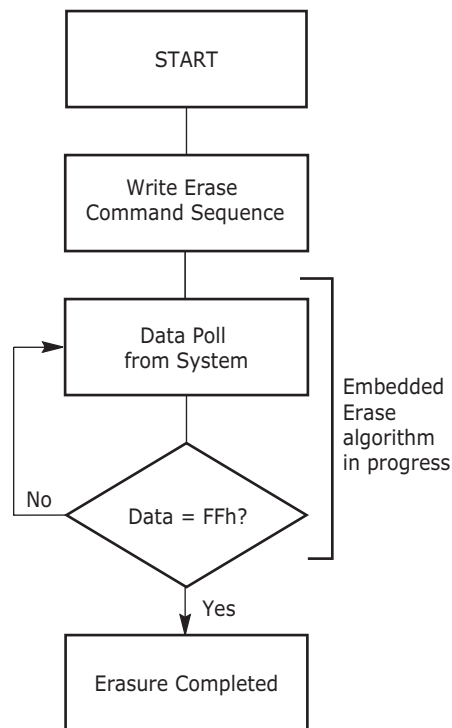 START
Write Erase
Command Sequence
Data Poll
from System
Embedded
Erase
algorithm
in progress
No
Data = FFh?
Yes
Erasure Completed